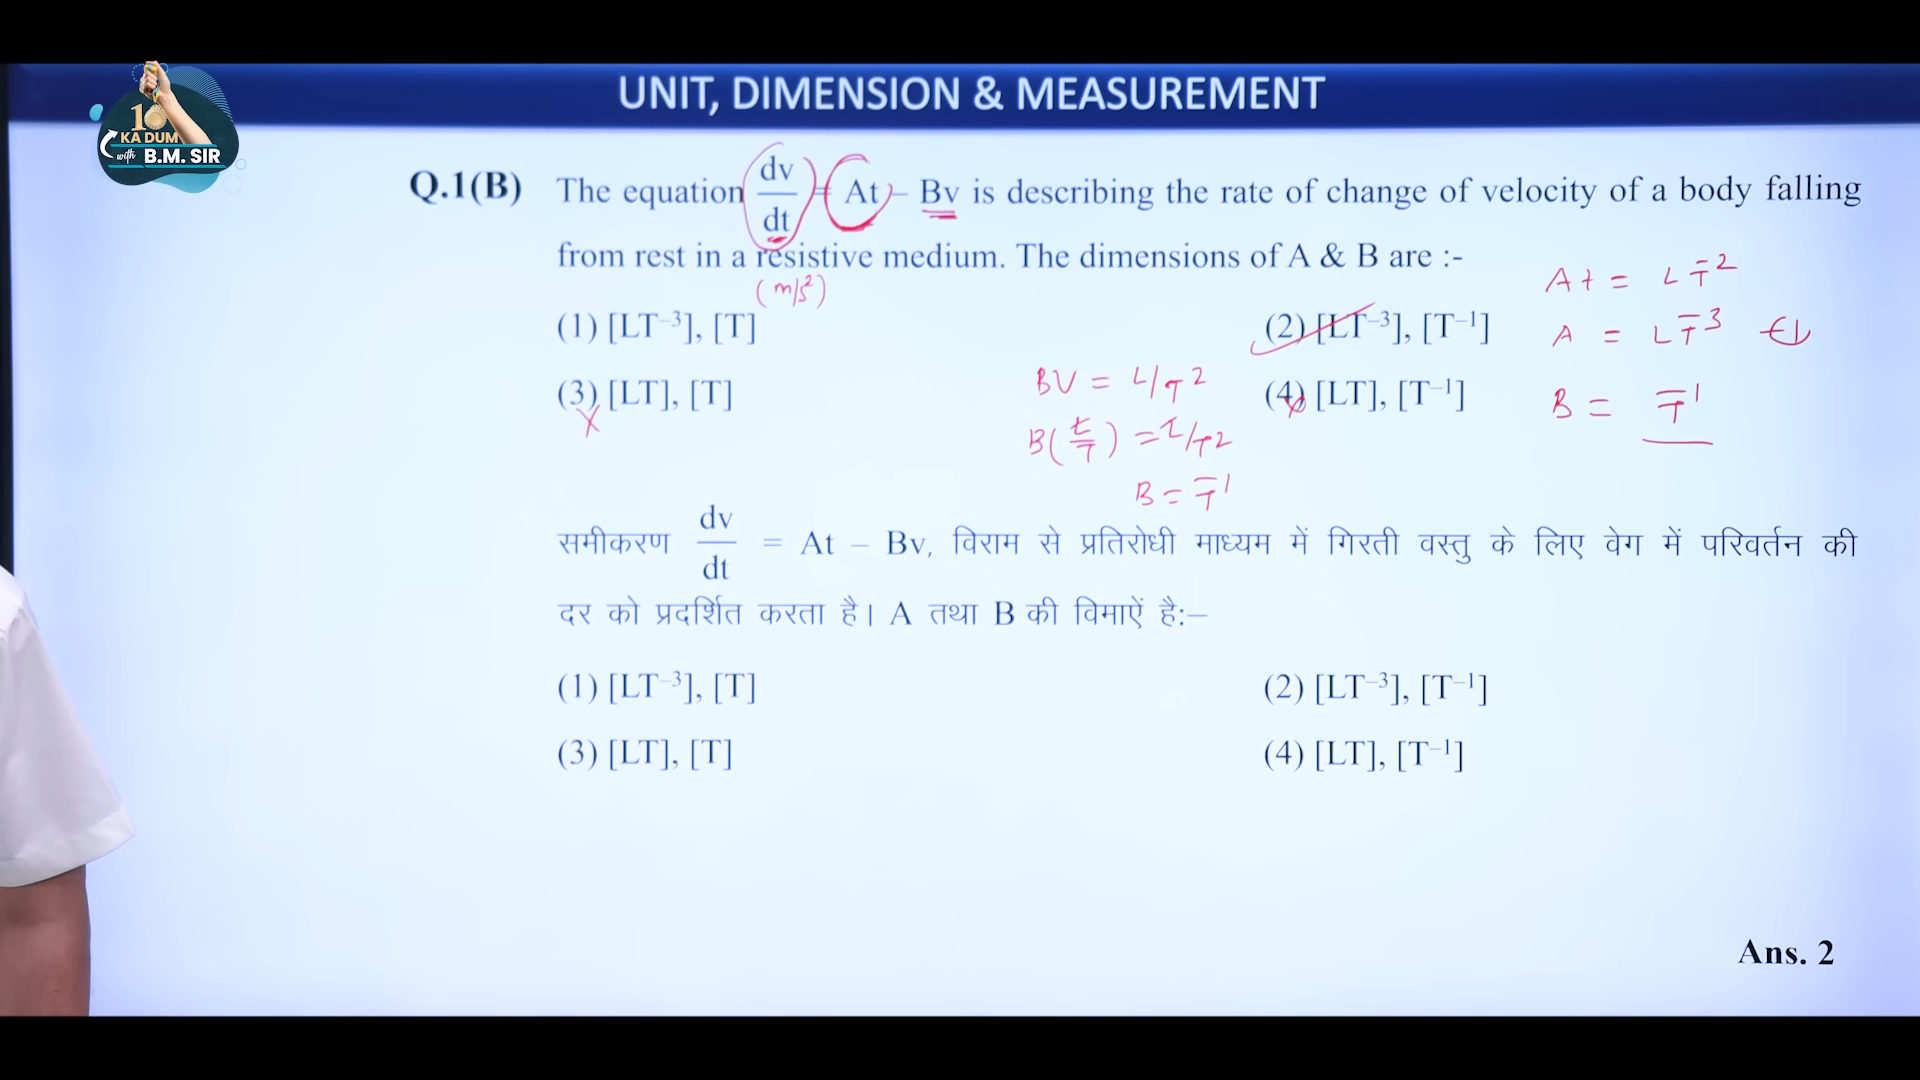 UNIT, DIMENSION & MEASUREMENT
10
KA DUM
with B.M. SIR
Q.1(B) The equation dv/dt = At – Bv is describing the rate of change of velocity of a body falling
from rest in a resistive medium. The dimensions of A & B are :-
(m/s²)
At = LT⁻²
(1) [LT⁻³], [T] (2) [LT⁻³], [T⁻¹]
A = LT⁻³
BV = L/T²
(3) [LT], [T] (4) [LT], [T⁻¹]
B = T⁻¹
B(L/T) = L/T²
B = T⁻¹
समीकरण dv/dt = At – Bv, विराम से प्रतिरोधी माध्यम में गिरती वस्तु के लिए वेग में परिवर्तन की
दर को प्रदर्शित करता है। A तथा B की विमाऐं है:–
(1) [LT⁻³], [T] (2) [LT⁻³], [T⁻¹]
(3) [LT], [T] (4) [LT], [T⁻¹]
Ans. 2